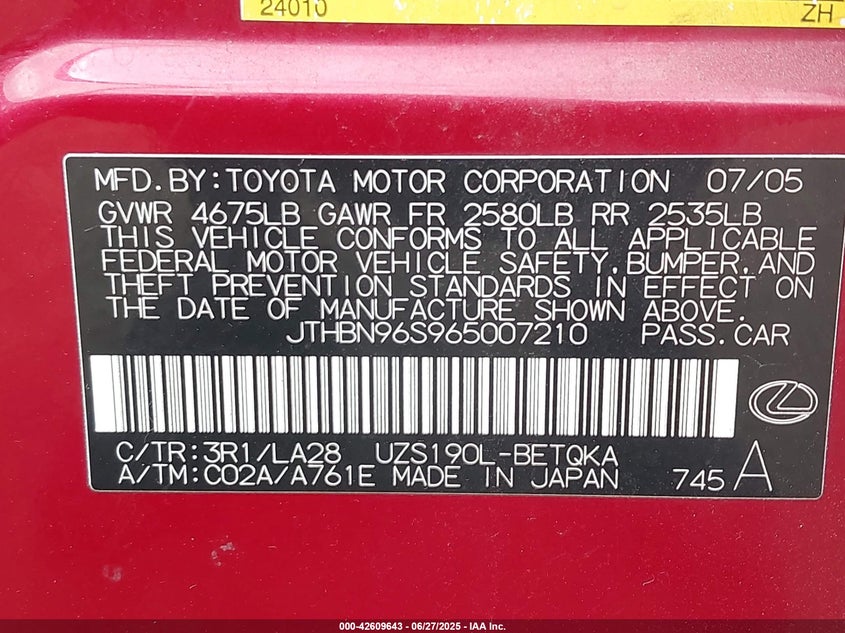 24010 ZH
MFD.BY:TOYOTA MOTOR CORPORATION 07/05
GVWR 4675LB GAWR FR 2580LB RR 2535LB
THIS VEHICLE CONFORMS TO ALL APPLICABLE
FEDERAL MOTOR VEHICLE SAFETY,BUMPER,AND
THEFT PREVENTION STANDARDS IN EFFECT ON
THE DATE OF MANUFACTURE SHOWN ABOVE.
JTHBN96S965007210 PASS.CAR
C/TR:3R1/LA28 UZS190L-BETQKA
A/TM:C02A/A761E MADE IN JAPAN 745 A
000-42609643 / 06/27/2025 - IAA Inc.